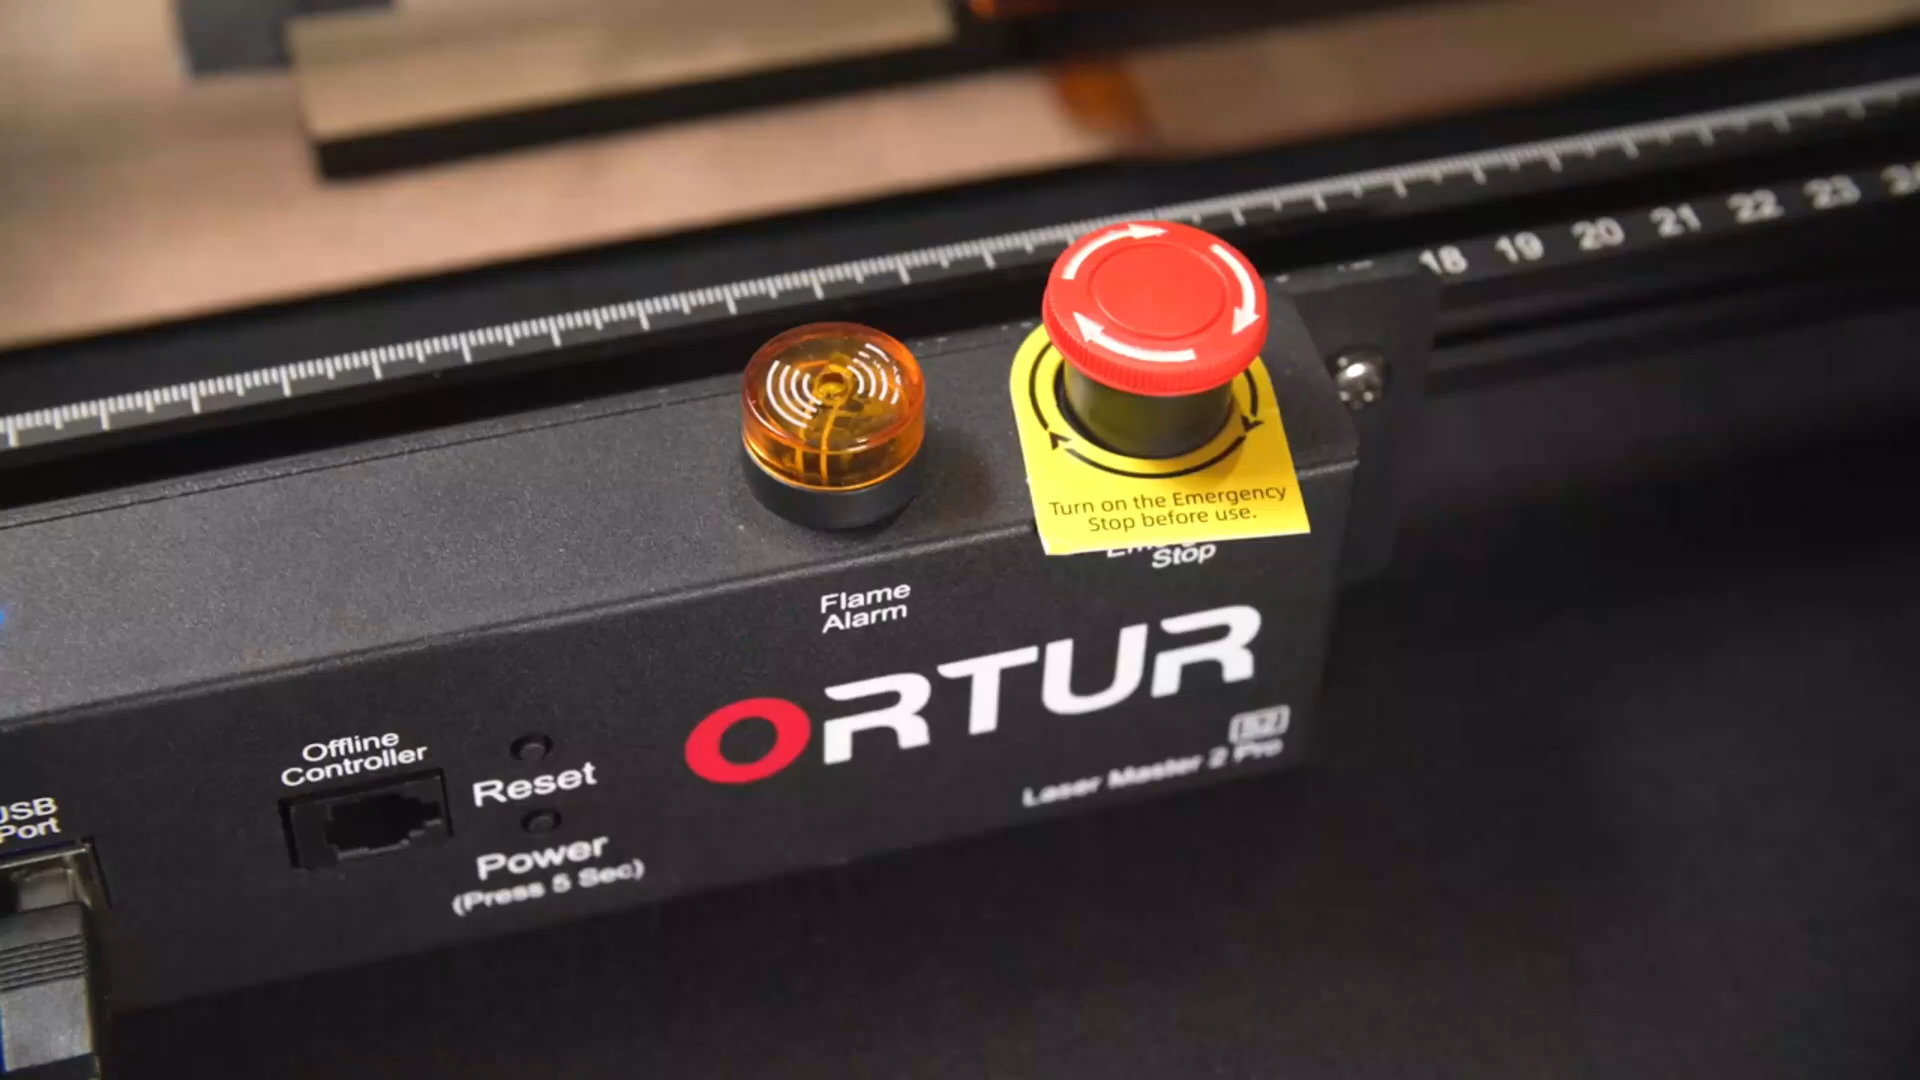 18 19 20 21 22 23
Turn on the Emergency
Stop before use.
Stop
Flame
Alarm
ORTUR
S2
Laser Master 2 Pro
Offline
Controller
Reset
Power
(Press 5 Sec)
USB
Port